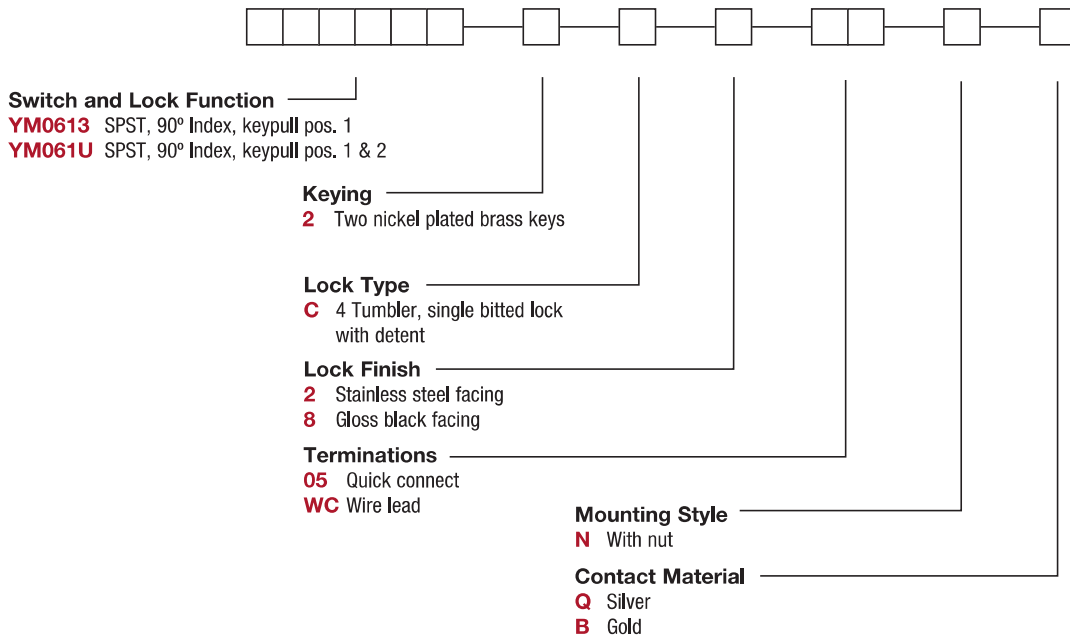 Switch and Lock Function
YM0613 SPST, 90º Index, keypull pos. 1
YM061U SPST, 90º Index, keypull pos. 1 & 2
Keying
2 Two nickel plated brass keys
Lock Type
C 4 Tumbler, single bitted lock
with detent
Lock Finish
2 Stainless steel facing
8 Gloss black facing
Terminations
05 Quick connect
WC Wire lead
Mounting Style
N With nut
Contact Material
Q Silver
B Gold